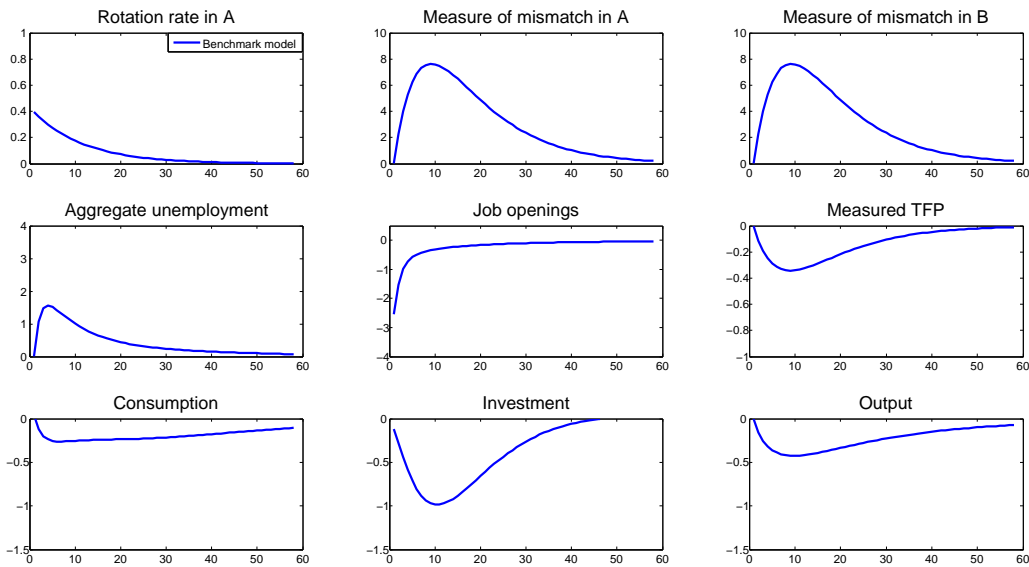 Rotation rate in A
Measure of mismatch in A
Measure of mismatch in B
1
0.8
0.6
0.4
0.2
0
0 10 20 30 40 50 60
Benchmark model
10
8
6
4
2
0
0 10 20 30 40 50 60
10
8
6
4
2
0
0 10 20 30 40 50 60
Aggregate unemployment
Job openings
Measured TFP
4
3
2
1
0
0 10 20 30 40 50 60
0
−1
−2
−3
−4
0 10 20 30 40 50 60
0
−0.2
−0.4
−0.6
−0.8
−1
0 10 20 30 40 50 60
Consumption
Investment
Output
0
−0.5
−1
−1.5
0 10 20 30 40 50 60
0
−0.5
−1
−1.5
0 10 20 30 40 50 60
0
−0.5
−1
−1.5
0 10 20 30 40 50 60